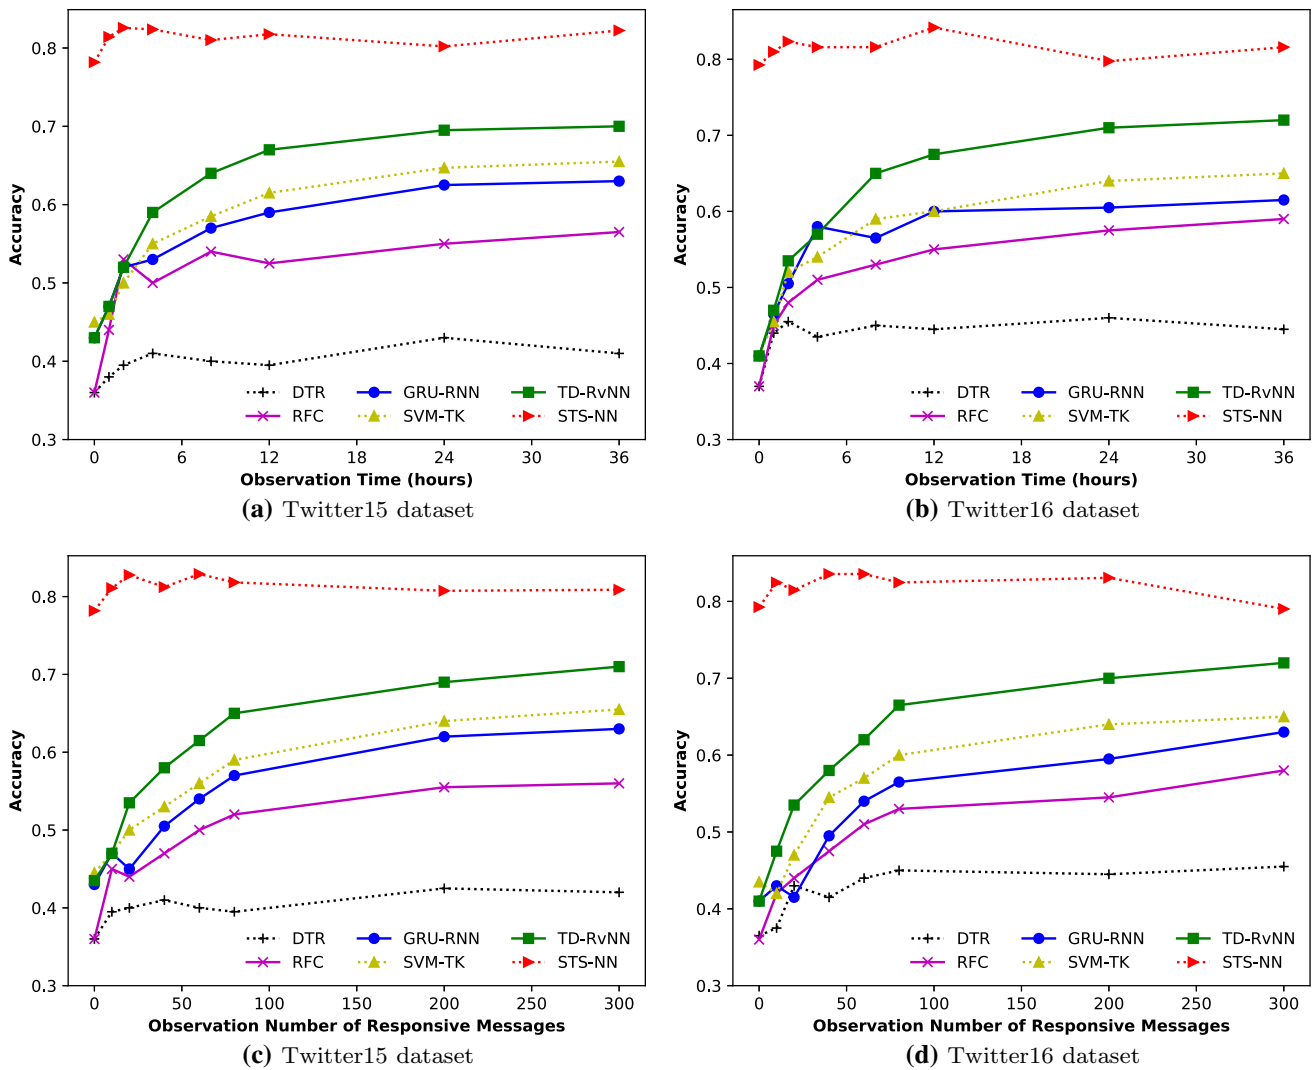 0.8
0.7
0.6
0.5
0.4
0.3
Accuracy
DTR
RFC
GRU-RNN
SVM-TK
TD-RvNN
STS-NN
0 6 12 18 24 30 36
Observation Time (hours)
(a) Twitter15 dataset
0.8
0.7
0.6
0.5
0.4
0.3
Accuracy
DTR
RFC
GRU-RNN
SVM-TK
TD-RvNN
STS-NN
0 6 12 18 24 30 36
Observation Time (hours)
(b) Twitter16 dataset
0.8
0.7
0.6
0.5
0.4
0.3
Accuracy
DTR
RFC
GRU-RNN
SVM-TK
TD-RvNN
STS-NN
0 50 100 150 200 250 300
Observation Number of Responsive Messages
(c) Twitter15 dataset
0.8
0.7
0.6
0.5
0.4
0.3
Accuracy
DTR
RFC
GRU-RNN
SVM-TK
TD-RvNN
STS-NN
0 50 100 150 200 250 300
Observation Number of Responsive Messages
(d) Twitter16 dataset